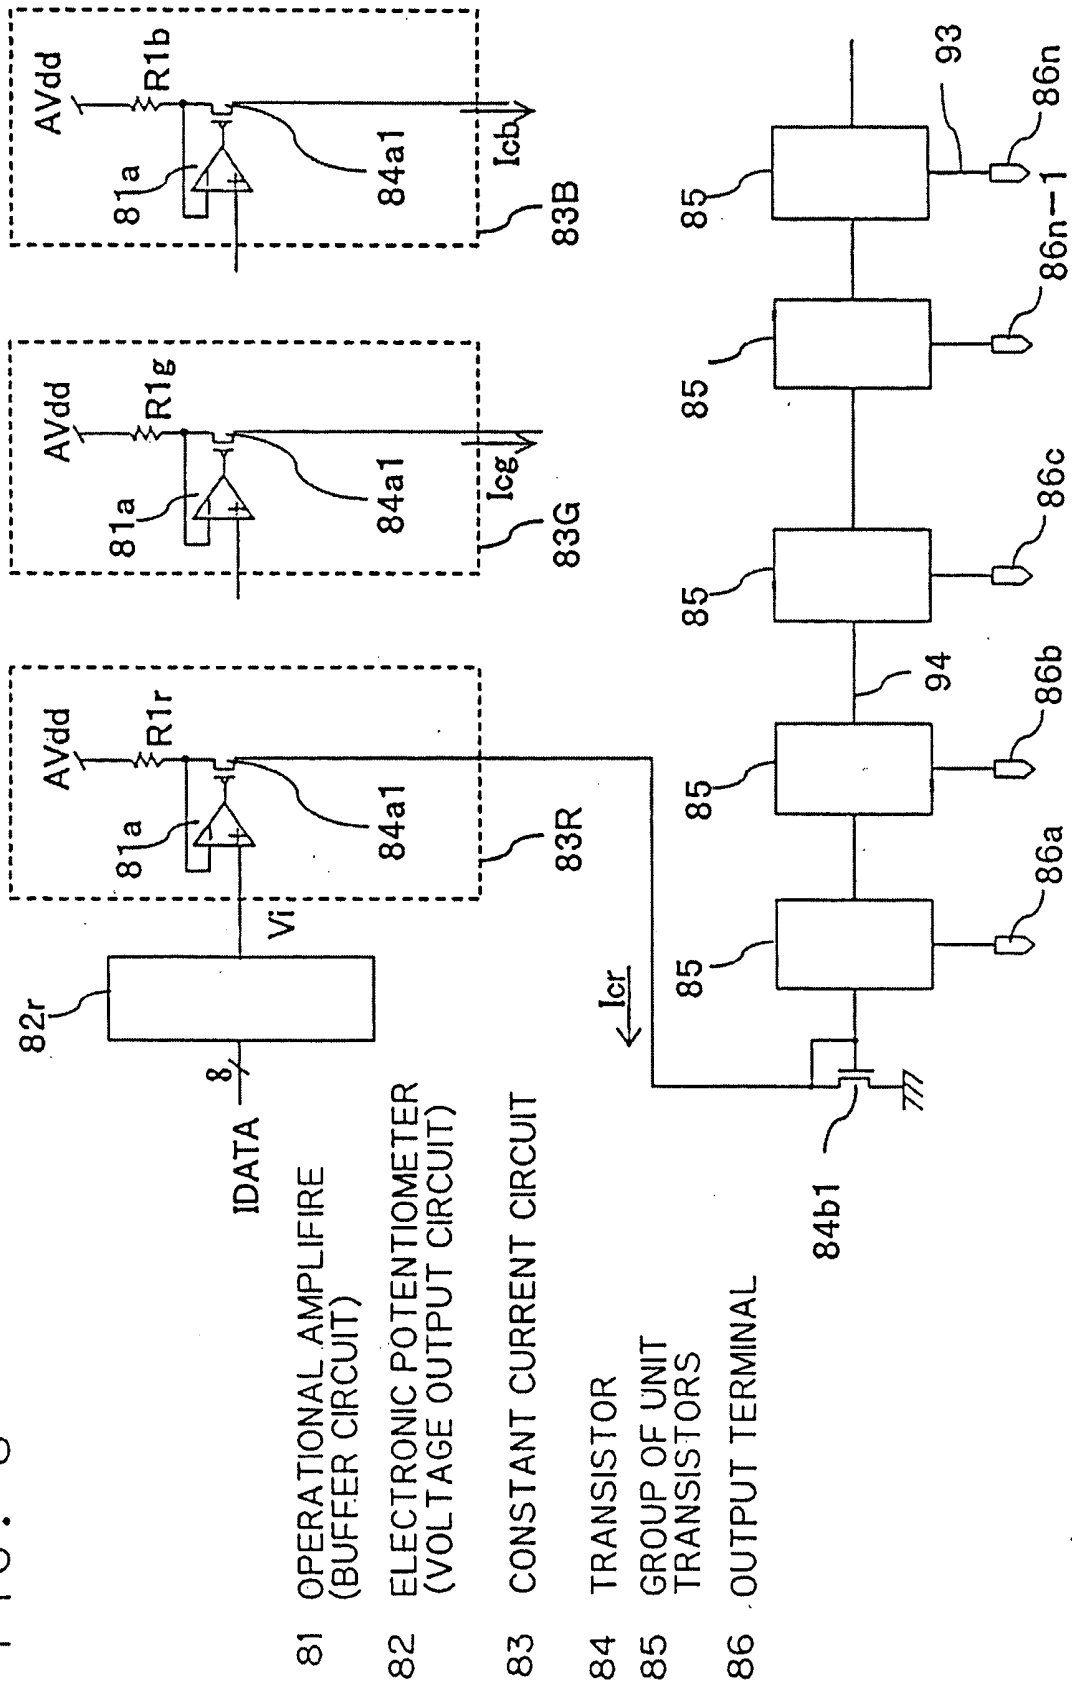 82r
IDATA
8
Vi
AVdd
R1r
81a
84a1
83R
AVdd
R1g
81a
84a1
Icg
83G
AVdd
R1b
81a
84a1
Icb
83B
81 OPERATIONAL AMPLIFIRE
(BUFFER CIRCUIT)
82 ELECTRONIC POTENTIOMETER
(VOLTAGE OUTPUT CIRCUIT)
83 CONSTANT CURRENT CIRCUIT
84 TRANSISTOR
85 GROUP OF UNIT
TRANSISTORS
86 OUTPUT TERMINAL
Icr
84b1
85
85
85
85
85
94
93
86a
86b
86c
86n-1
86n